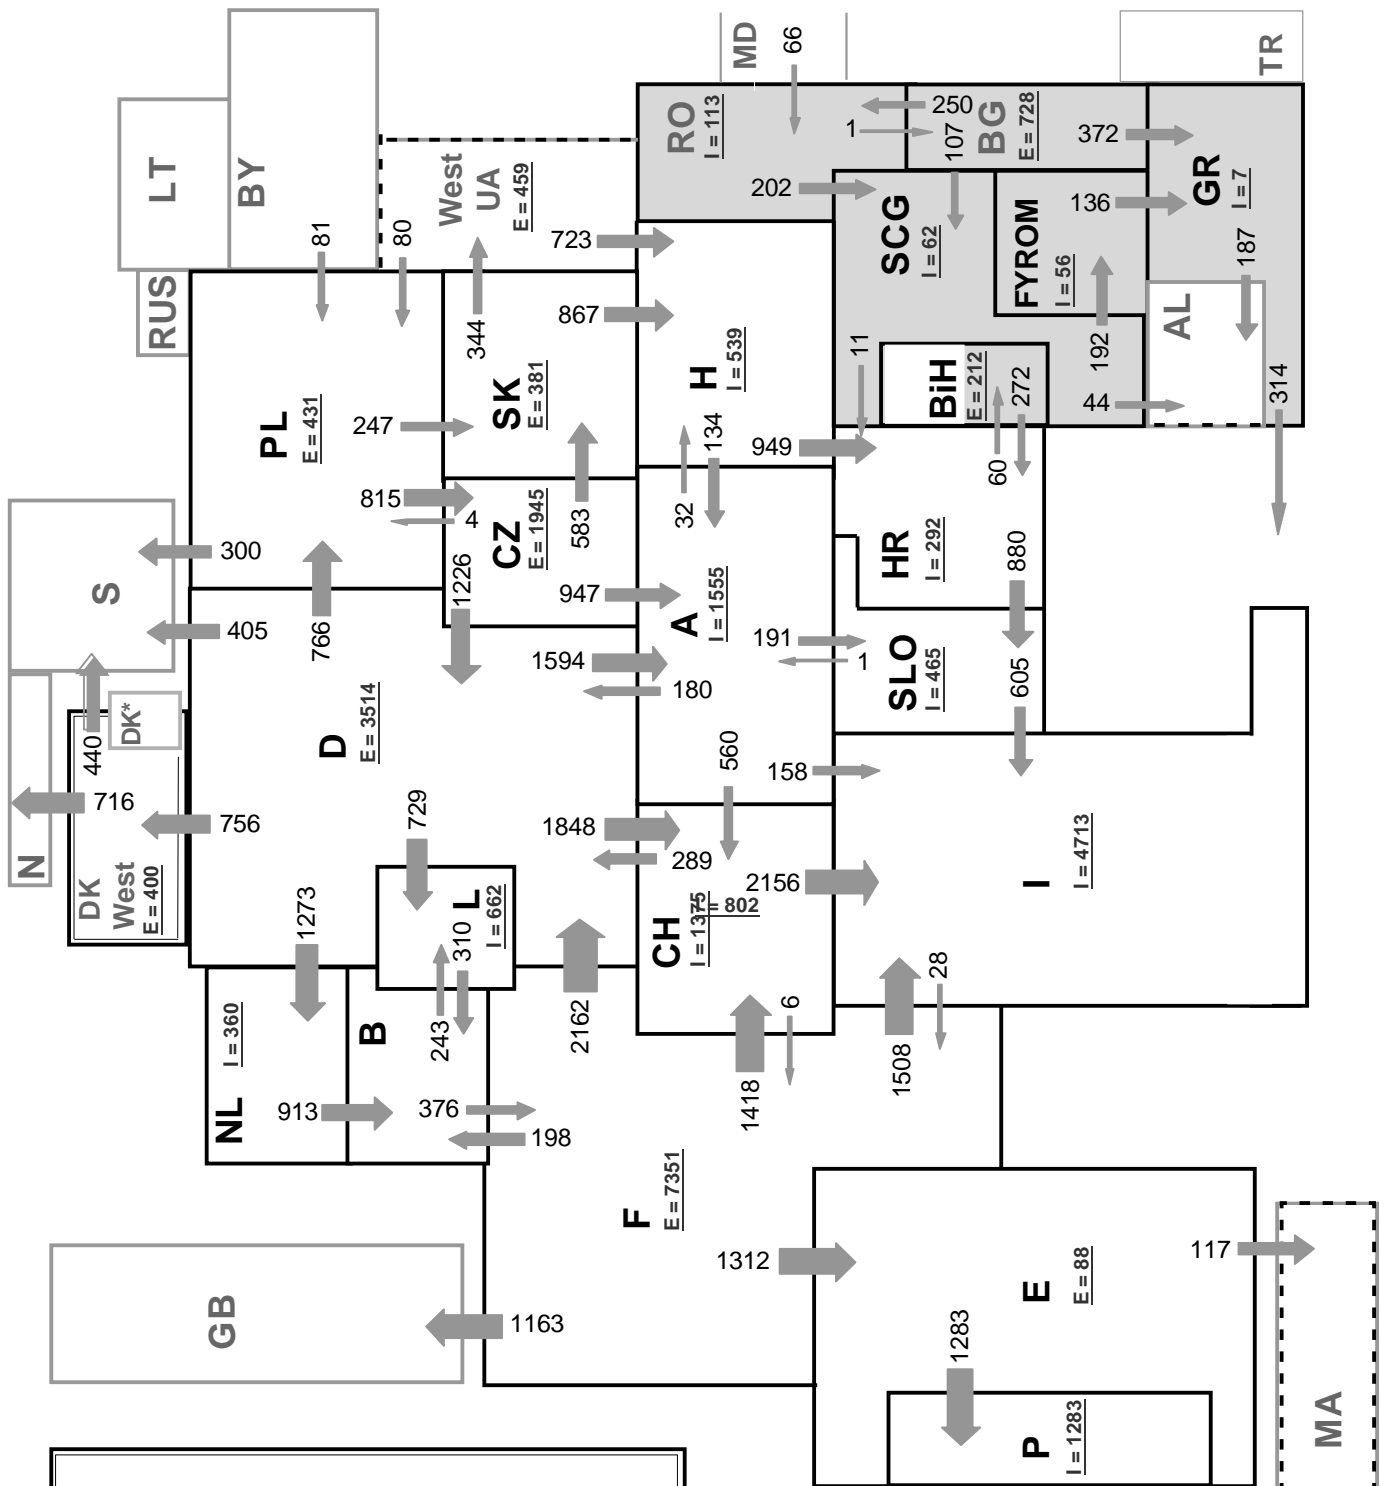 MD
66
TR
LT
BY
RO
I = 113
250
1
107
BG
E = 728
372
West
UA
E = 459
81
80
723
202
SCG
I = 62
FYROM
I = 56
136
GR
I = 7
187
RUS
344
867
192
AL
11
BiH
E = 212
272
44
314
PL
E = 431
247
SK
E = 381
H
I = 539
134
949
815
4
32
60
S
300
405
766
1226
CZ
E = 1945
583
947
A
I = 1555
HR
I = 292
880
1594
180
191
1
SLO
I = 465
605
D
E = 3514
DK*
440
716
756
N
DK
West
E = 400
560
158
729
1848
289
2156
I
I = 4713
1273
L
I = 662
310
CH
I = 1375
I = 802
NL
I = 360
B
243
2162
6
28
1418
1508
913
376
198
F
E = 7351
1312
117
GB
1163
E
E = 88
1283
P
I = 1283
MA